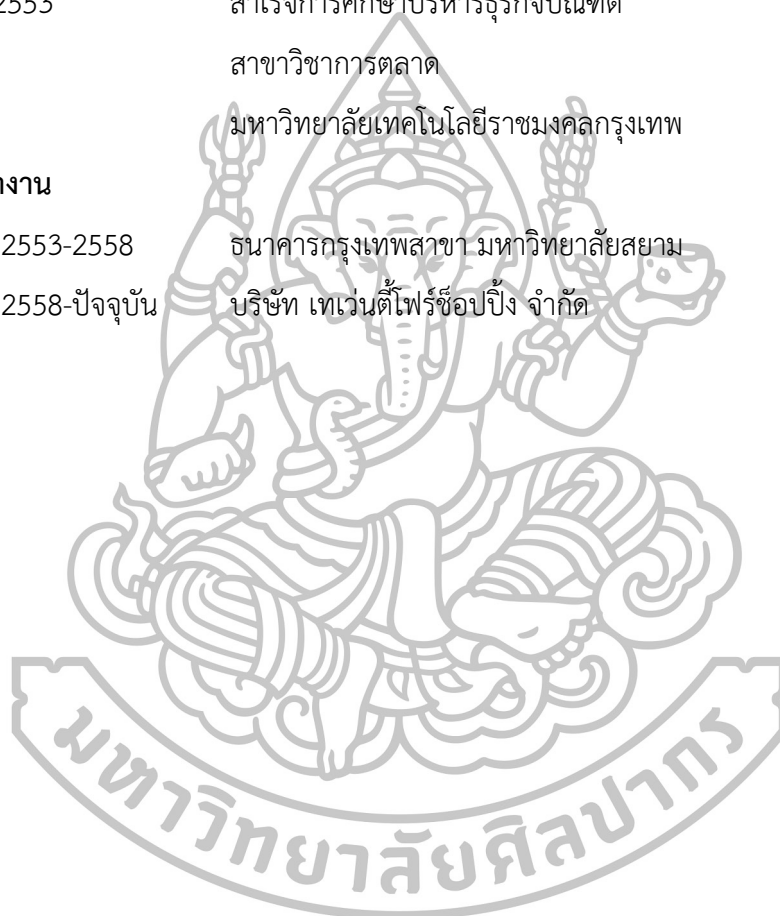 2553 สำเร็จการศึกษาบริหารธุรกิจบัณฑิต
สาขาวิชาการตลาด
มหาวิทยาลัยเทคโนโลยีราชมงคลกรุงเทพ
2553-2558 ธนาคารกรุงเทพสาขา มหาวิทยาลัยสยาม
2558-ปัจจุบัน บริษัท เทเว่นตี้โฟร์ช็อปปิ้ง จำกัด
มหาวิทยาลัยศิลปากร